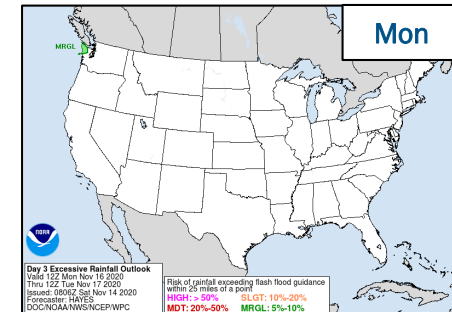 Mon
MRGL
NOAA
Day 3 Excessive Rainfall Outlook
Valid 12Z Mon Nov 16 2020
Thru 12Z Tue Nov 17 2020
Issued: 0806Z Sat Nov 14 2020
Forecaster: HAYES
DOC/NOAA/NWS/NCEP/WPC
Risk of rainfall exceeding flash flood guidance
within 25 miles of a point
HIGH: > 50% SLGT: 10%-20%
MDT: 20%-50% MRGL: 5%-10%